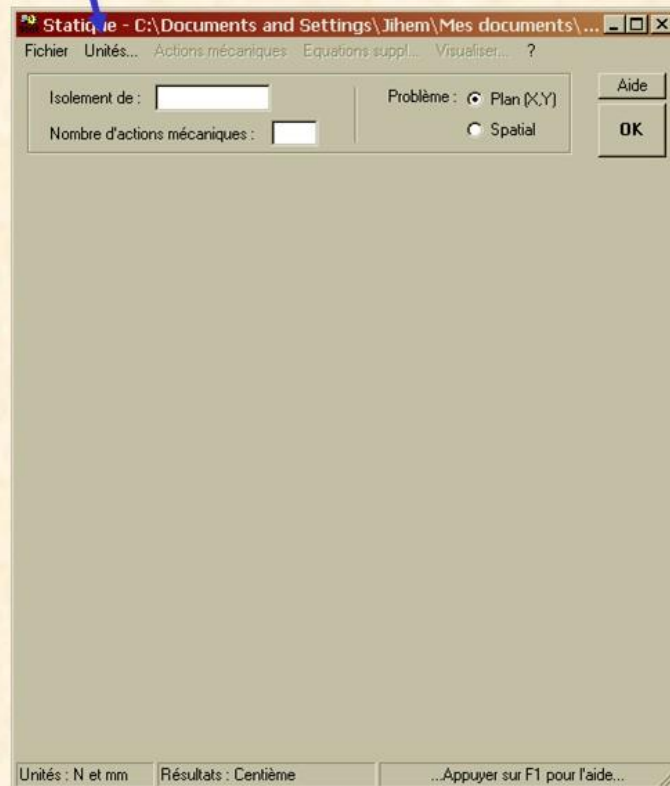 Statique - C:\Documents and Settings\Jihem\Mes documents\...
Fichier Unités... Actions mécaniques Equations suppl... Visualiser... ?
Isolement de :
Nombre d'actions mécaniques :
Problème : Plan (X,Y)
Spatial
Aide
OK
Unités : N et mm Résultats : Centième ...Appuyer sur F1 pour l'aide...